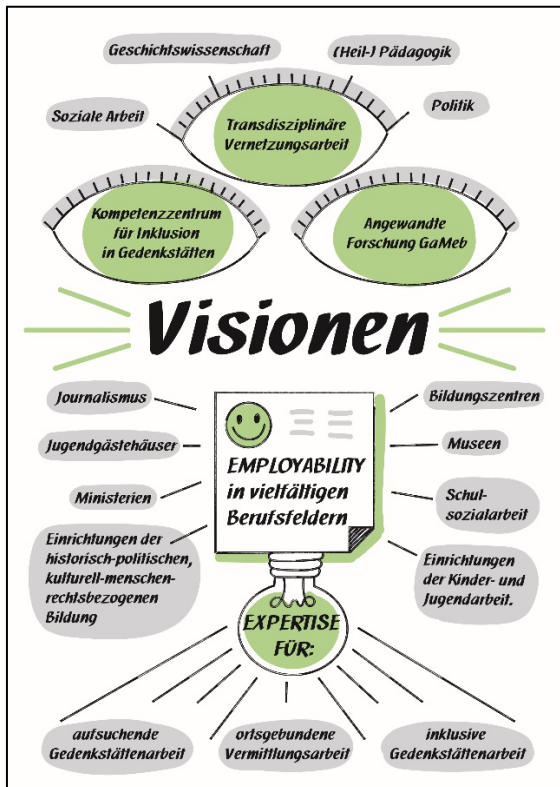 Geschichtswissenschaft
(Heil-) Pädagogik
Soziale Arbeit
Politik
Transdisziplinäre
Vernetzungsarbeit
Kompetenzzentrum
für Inklusion
in Gedenkstätten
Angewandte
Forschung GaMeb
Visionen
Journalismus
Jugendgästehäuser
Ministerien
Einrichtungen der
historisch-politischen,
kulturell-menschen-
rechtsbezogenen
Bildung
EMPLOYABILITY
in vielfältigen
Berufsfeldern
Bildungszentren
Museen
Schul-
sozialarbeit
Einrichtungen
der Kinder- und
Jugendarbeit.
EXPERTISE
FÜR:
aufsuchende
Gedenkstättenarbeit
ortsgebundene
Vermittlungsarbeit
inklusive
Gedenkstättenarbeit